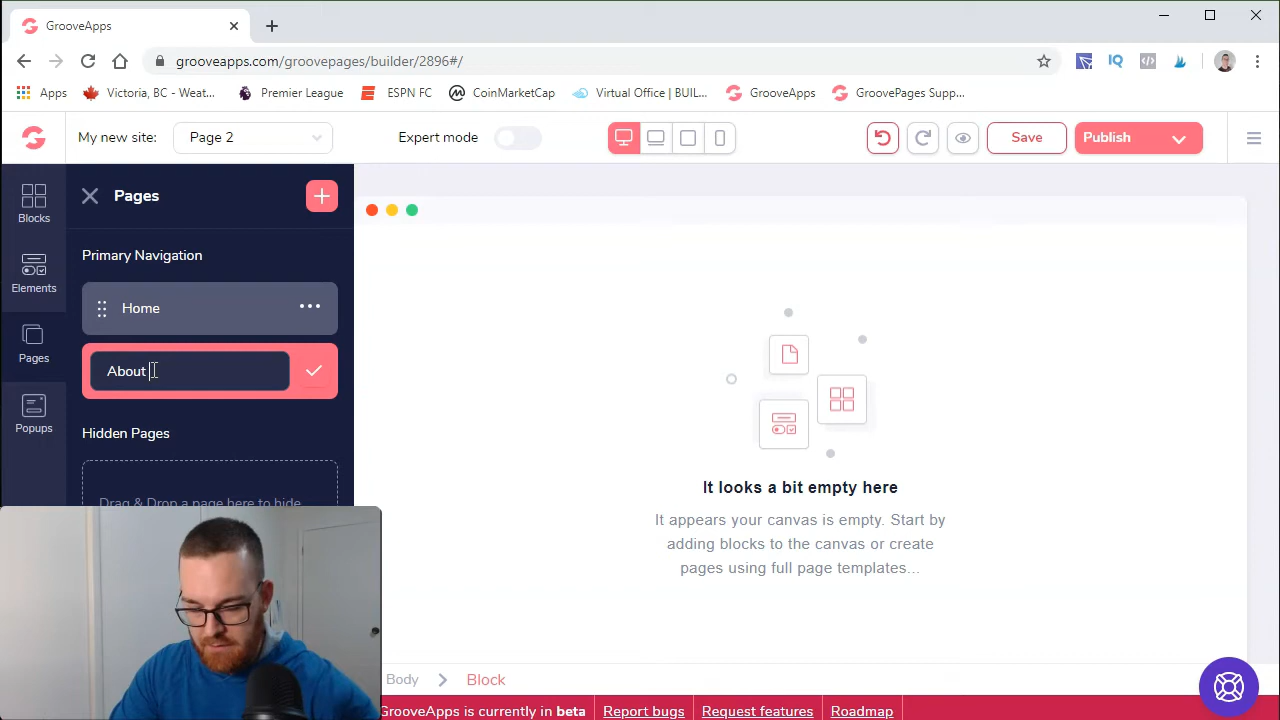 GrooveApps
grooveapps.com/groovepages/builder/2896#/
Apps
Victoria, BC - Weat...
Premier League
ESPN FC
CoinMarketCap
Virtual Office | BUIL...
GrooveApps
GroovePages Supp...
My new site:
Page 2
Expert mode
Save
Publish
Blocks
Elements
Pages
Popups
Pages
Primary Navigation
Home
About
Hidden Pages
Drag & Drop a page here to hide
It looks a bit empty here
It appears your canvas is empty. Start by
adding blocks to the canvas or create
pages using full page templates...
Body
Block
GrooveApps is currently in beta
Report bugs
Request features
Roadmap